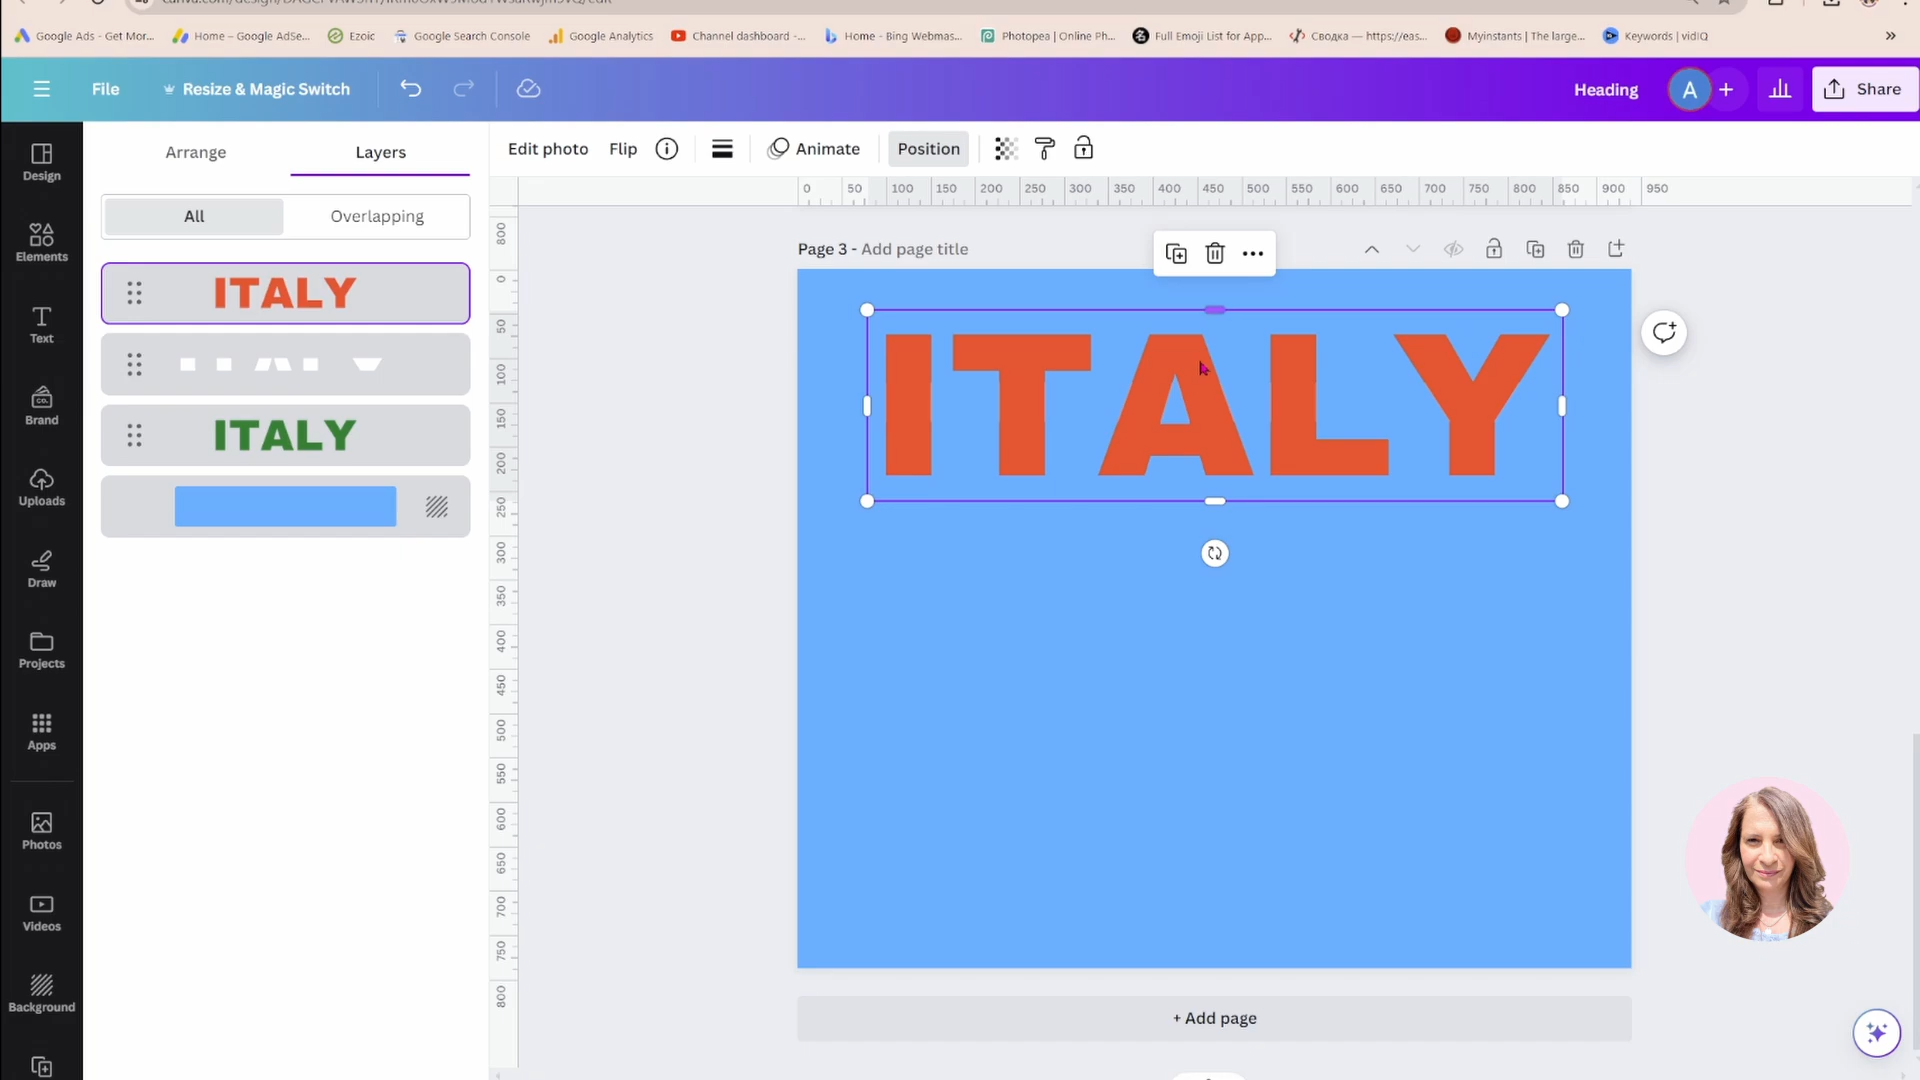 Google Ads - Get Mor...
Home – Google AdSe...
Ezoic
Google Search Console
Google Analytics
Channel dashboard -...
Home - Bing Webmas...
Photopea | Online Ph...
Full Emoji List for App...
Сводка — https://eas...
Myinstants | The large...
Keywords | vidIQ
»
File
Resize & Magic Switch
Heading
A
+
Share
Design
Elements
Text
Brand
CO.
Uploads
Draw
Projects
Apps
Photos
Videos
Background
Arrange
Layers
All
Overlapping
ITALY
ITALY
Edit photo
Flip
Animate
Position
0 50 100 150 200 250 300 350 400 450 500 550 600 650 700 750 800 850 900 950
800
0
50
100
150
200
250
300
350
400
450
500
550
600
650
700
750
800
Page 3 - Add page title
ITALY
+ Add page